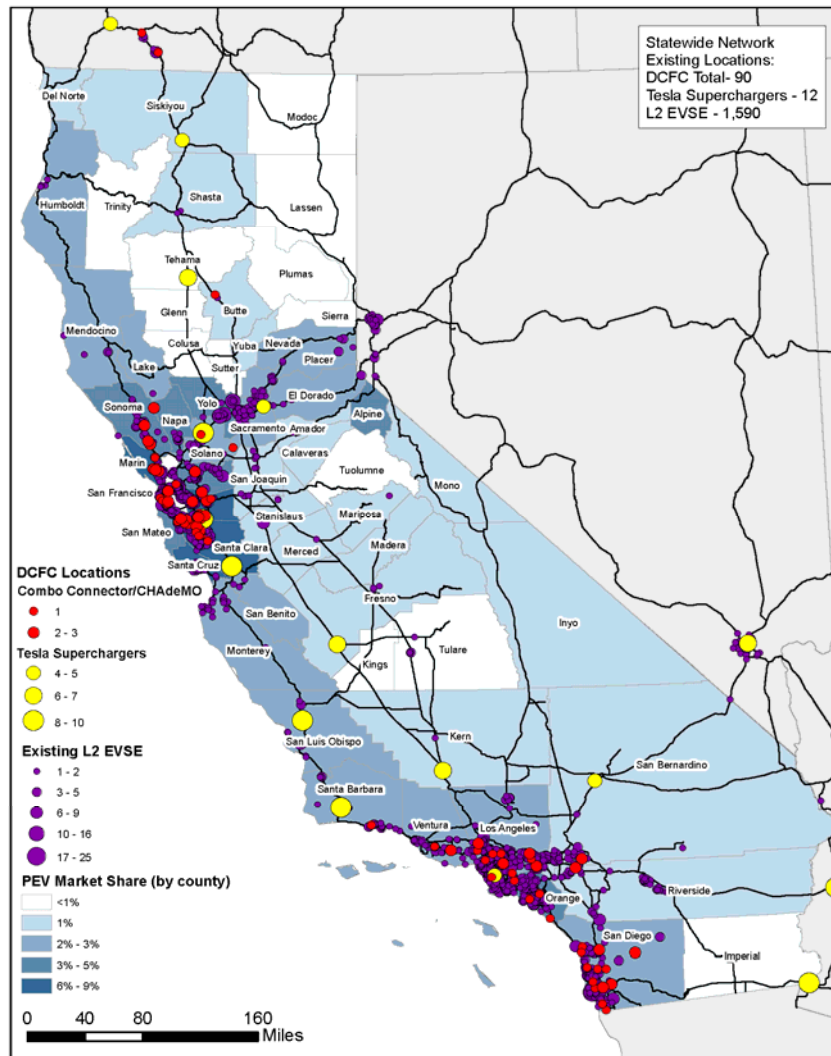 Statewide Network
Existing Locations:
DCFC Total- 90
Tesla Superchargers - 12
L2 EVSE - 1,590
Del Norte
Siskiyou
Modoc
Humboldt
Trinity
Shasta
Lassen
Tehama
Plumas
Glenn
Butte
Sierra
Mendocino
Colusa
Yuba
Nevada
Placer
Lake
Sutter
Sonoma
Napa
Yolo
El Dorado
Sacramento
Amador
Alpine
Solano
Calaveras
Marin
Tuolumne
San Joaquin
Mono
San Francisco
Stanislaus
Mariposa
San Mateo
Santa Clara
Merced
Madera
Santa Cruz
Fresno
San Benito
Inyo
Monterey
Kings
Tulare
San Luis Obispo
Kern
San Bernardino
Santa Barbara
Ventura
Los Angeles
Orange
Riverside
San Diego
Imperial
DCFC Locations
Combo Connector/CHAdeMO
1
2 - 3
Tesla Superchargers
4 - 5
6 - 7
8 - 10
Existing L2 EVSE
1 - 2
3 - 5
6 - 9
10 - 16
17 - 25
PEV Market Share (by county)
<1%
1%
2% - 3%
3% - 5%
6% - 9%
0 40 80 160
Miles